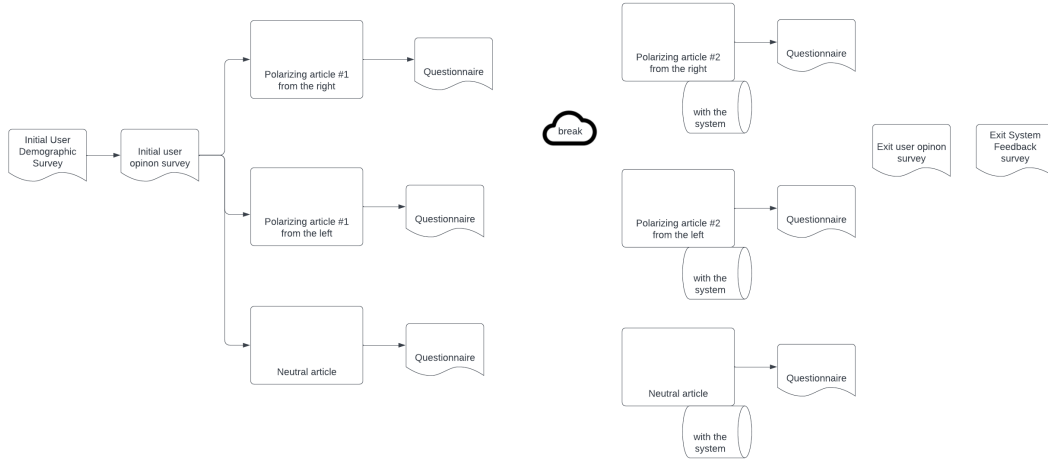 Initial User
Demographic
Survey
Initial user
opinon survey
Polarizing article #1
from the right
Questionnaire
Polarizing article #1
from the left
Questionnaire
Neutral article
Questionnaire
break
Polarizing article #2
from the right
with the
system
Questionnaire
Polarizing article #2
from the left
with the
system
Questionnaire
Neutral article
with the
system
Questionnaire
Exit user opinon
survey
Exit System
Feedback
survey